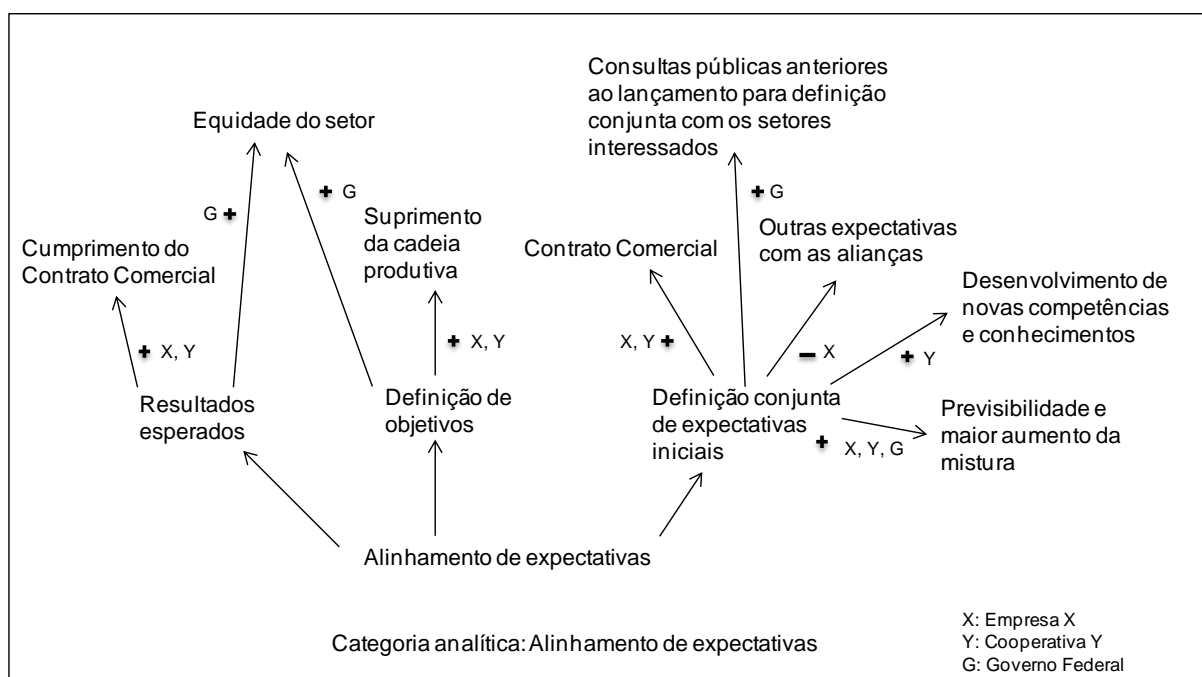 Consultas públicas anteriores
ao lançamento para definição
conjunta com os setores
interessados
Equidade do setor
+ G
+ G
G +
Suprimento
da cadeia
produtiva
Outras expectativas
com as alianças
Cumprimento do
Contrato Comercial
Contrato Comercial
Desenvolvimento de
novas competências
e conhecimentos
+ X, Y
+ X, Y
X, Y +
− X
+ Y
Resultados
esperados
Definição de
objetivos
Definição conjunta
de expectativas
iniciais
Previsibilidade e
maior aumento da
mistura
+ X, Y, G
Alinhamento de expectativas
Categoria analítica: Alinhamento de expectativas
X: Empresa X
Y: Cooperativa Y
G: Governo Federal